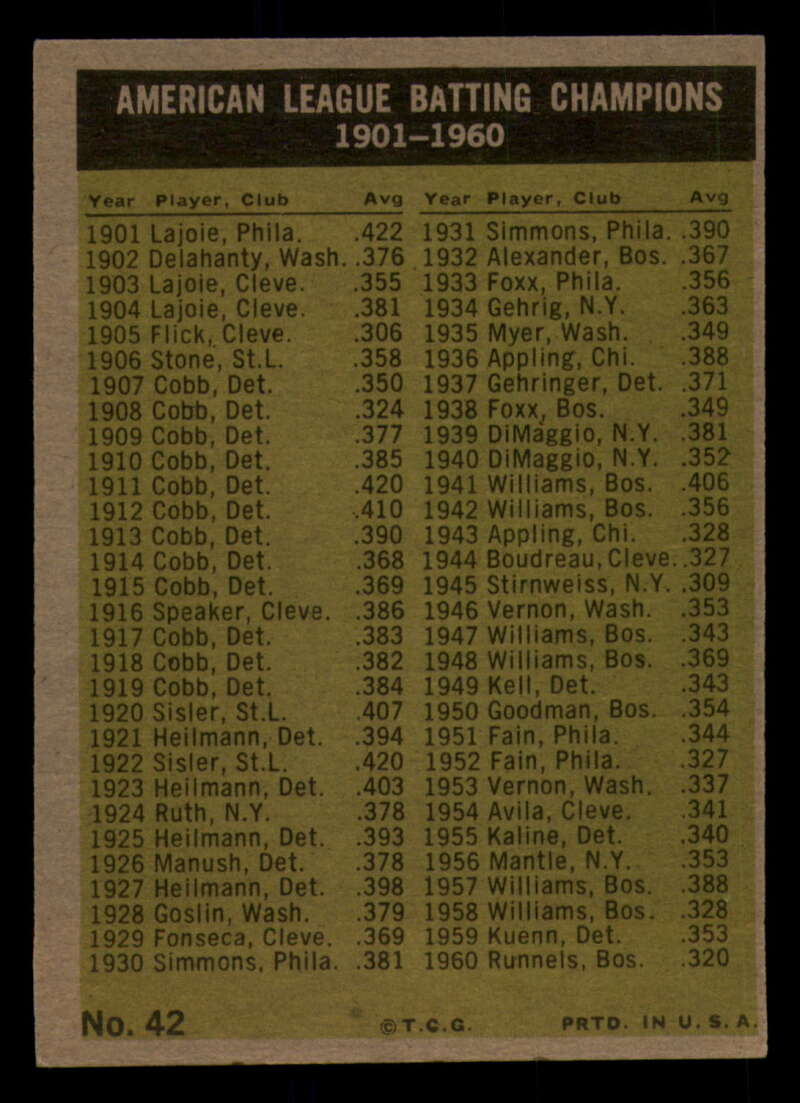 AMERICAN LEAGUE BATTING CHAMPIONS
1901-1960
Year Player, Club Avg
1901 Lajoie, Phila. .422
1902 Delahanty, Wash. .376
1903 Lajoie, Cleve. .355
1904 Lajoie, Cleve. .381
1905 Flick, Cleve. .306
1906 Stone, St.L. .358
1907 Cobb, Det. .350
1908 Cobb, Det. .324
1909 Cobb, Det. .377
1910 Cobb, Det. .385
1911 Cobb, Det. .420
1912 Cobb, Det. .410
1913 Cobb, Det. .390
1914 Cobb, Det. .368
1915 Cobb, Det. .369
1916 Speaker, Cleve. .386
1917 Cobb, Det. .383
1918 Cobb, Det. .382
1919 Cobb, Det. .384
1920 Sisler, St.L. .407
1921 Heilmann, Det. .394
1922 Sisler, St.L. .420
1923 Heilmann, Det. .403
1924 Ruth, N.Y. .378
1925 Heilmann, Det. .393
1926 Manush, Det. .378
1927 Heilmann, Det. .398
1928 Goslin, Wash. .379
1929 Fonseca, Cleve. .369
1930 Simmons, Phila. .381
Year Player, Club Avg
1931 Simmons, Phila. .390
1932 Alexander, Bos. .367
1933 Foxx, Phila. .356
1934 Gehrig, N.Y. .363
1935 Myer, Wash. .349
1936 Appling, Chi. .388
1937 Gehringer, Det. .371
1938 Foxx, Bos. .349
1939 DiMaggio, N.Y. .381
1940 DiMaggio, N.Y. .352
1941 Williams, Bos. .406
1942 Williams, Bos. .356
1943 Appling, Chi. .328
1944 Boudreau, Cleve. .327
1945 Stirnweiss, N.Y. .309
1946 Vernon, Wash. .353
1947 Williams, Bos. .343
1948 Williams, Bos. .369
1949 Kell, Det. .343
1950 Goodman, Bos. .354
1951 Fain, Phila. .344
1952 Fain, Phila. .327
1953 Vernon, Wash. .337
1954 Avila, Cleve. .341
1955 Kaline, Det. .340
1956 Mantle, N.Y. .353
1957 Williams, Bos. .388
1958 Williams, Bos. .328
1959 Kuenn, Det. .353
1960 Runnels, Bos. .320
No. 42 ©T.C.G. PRTD. IN U.S.A.